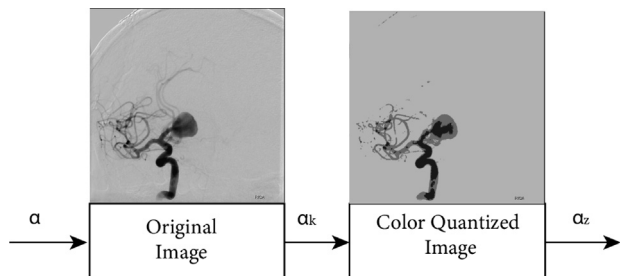 α
Original
Image
αk
Color Quantized
Image
αz